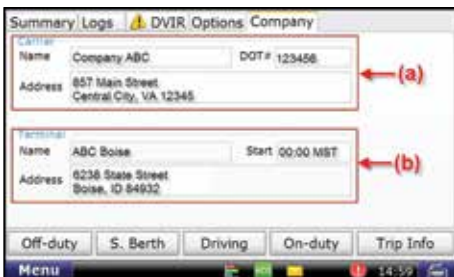 Summary Logs DVIR Options Company
Carrier
Name Company ABC DOT# 123456
Address 857 Main Street
Central City, VA 12345
(a)
Terminal
Name ABC Boise Start 00:00 MST
Address 6238 State Street
Boise, ID 84932
(b)
Off-duty S. Berth Driving On-duty Trip Info
Menu 14:59